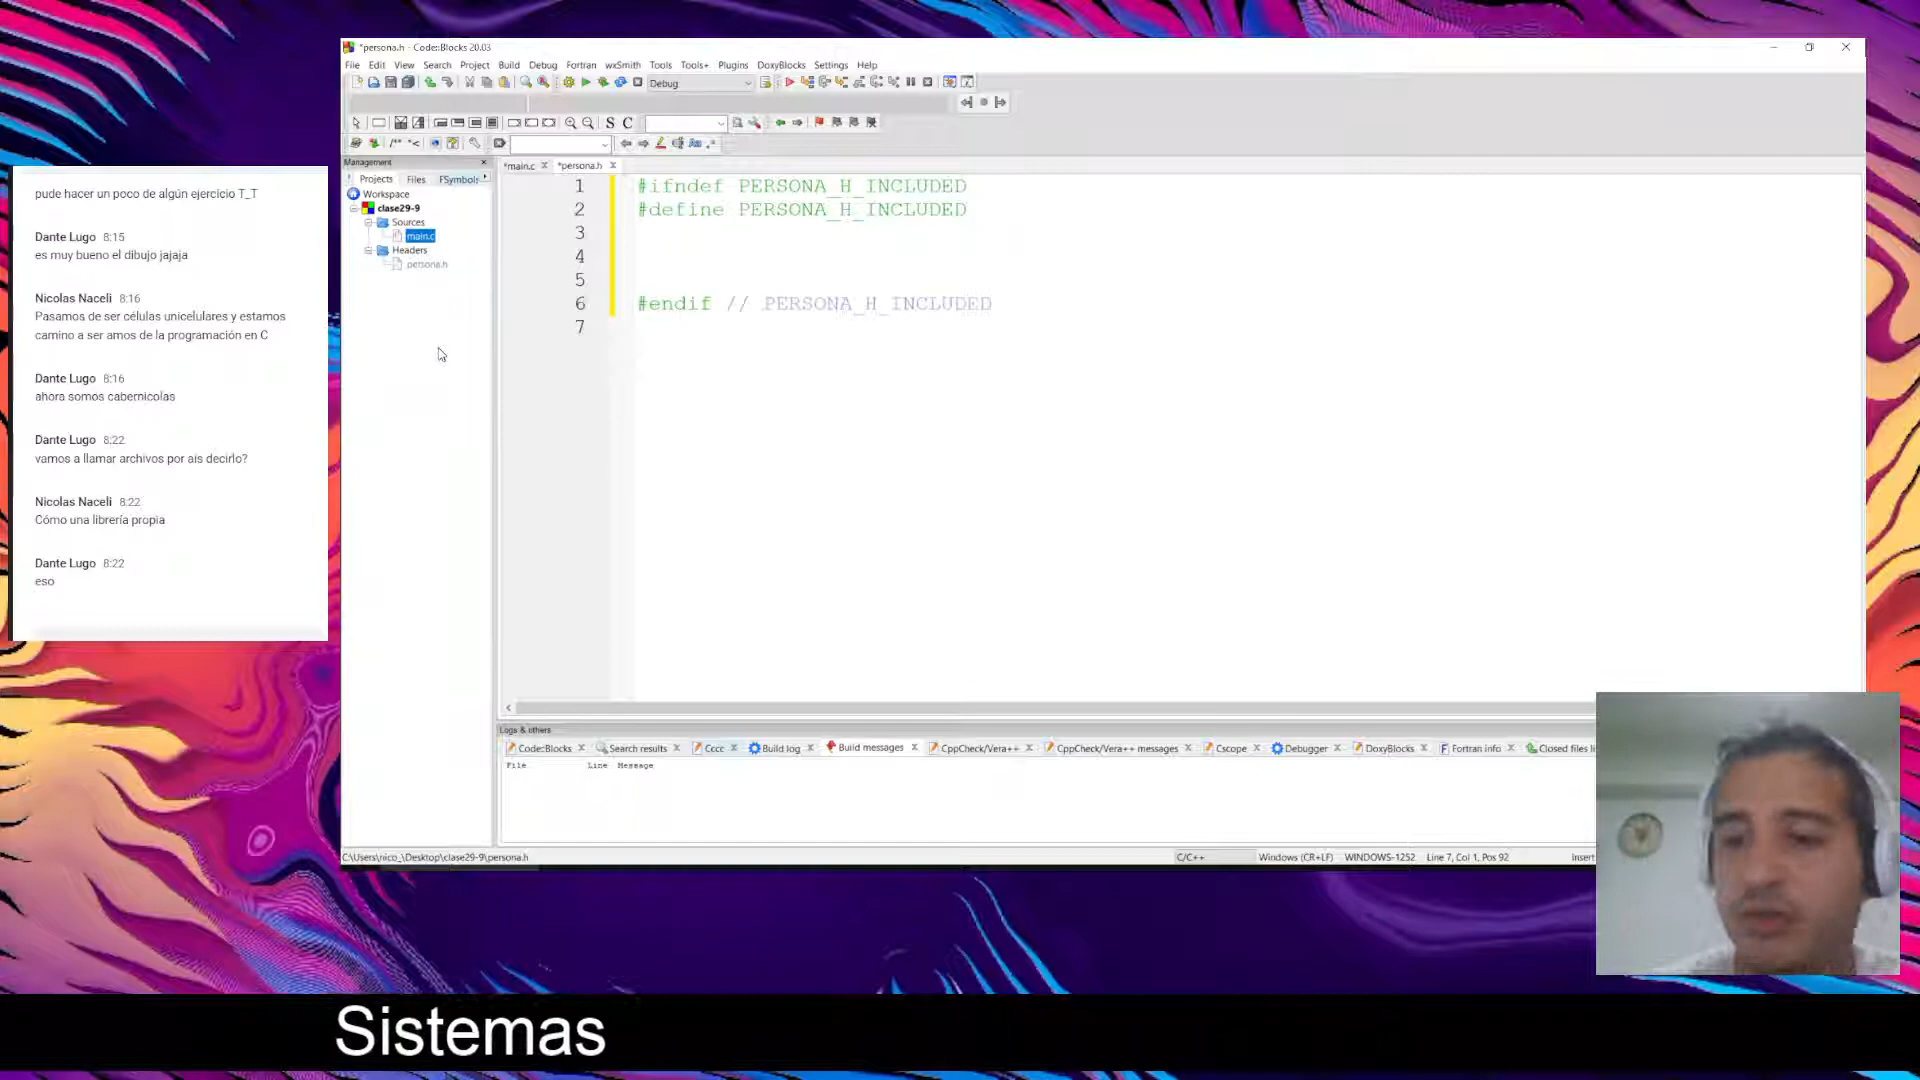 *persona.h - Code::Blocks 20.03
File Edit View Search Project Build Debug Fortran wxSmith Tools Tools+ Plugins DoxyBlocks Settings Help
Debug
S C
/** *<
Management
Projects Files FSymbols
Workspace
clase29-9
Sources
main.c
Headers
persona.h
*main.c
*persona.h
1 #ifndef PERSONA_H_INCLUDED
2 #define PERSONA_H_INCLUDED
3
4
5
6 #endif // PERSONA_H_INCLUDED
7
pude hacer un poco de algún ejercicio T_T
Dante Lugo 8:15
es muy bueno el dibujo jajaja
Nicolas Naceli 8:16
Pasamos de ser células unicelulares y estamos
camino a ser amos de la programación en C
Dante Lugo 8:16
ahora somos cabernicolas
Dante Lugo 8:22
vamos a llamar archivos por ais decirlo?
Nicolas Naceli 8:22
Cómo una librería propia
Dante Lugo 8:22
eso
Logs & others
Code::Blocks Search results Cccc Build log Build messages CppCheck/Vera++ CppCheck/Vera++ messages Cscope Debugger DoxyBlocks Fortran info Closed files li
File Line Message
C:\Users\nico_\Desktop\clase29-9\persona.h C/C++ Windows (CR+LF) WINDOWS-1252 Line 7, Col 1, Pos 92 Insert
Sistemas